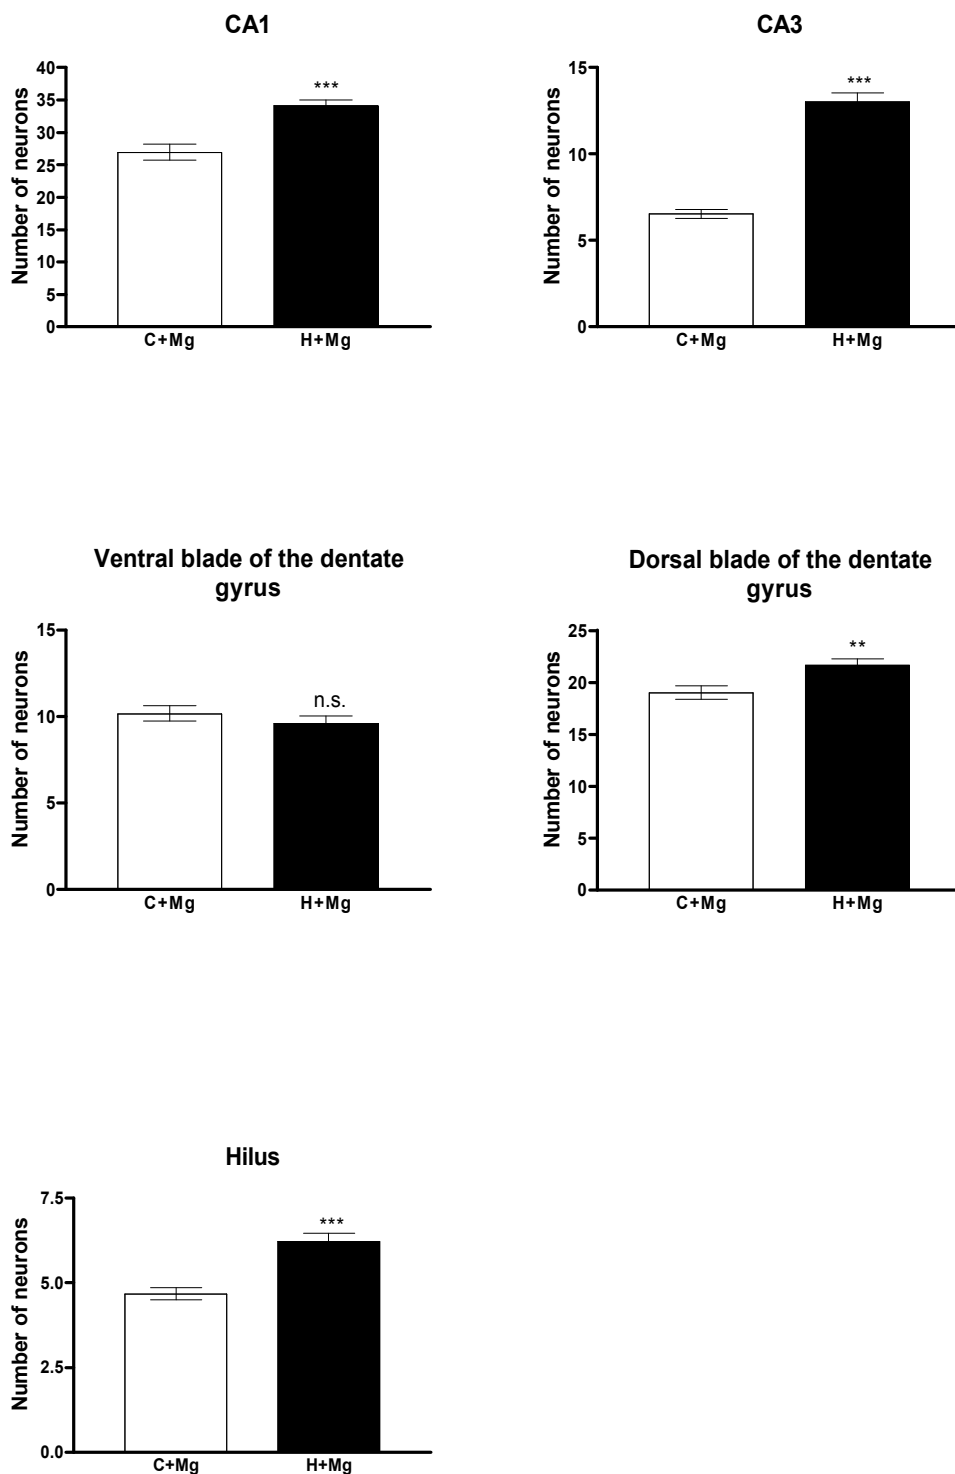 CA1
Number of neurons
40
35
30
25
20
15
10
5
0
***
C+Mg
H+Mg
CA3
Number of neurons
15
10
5
0
***
C+Mg
H+Mg
Ventral blade of the dentate
gyrus
Number of neurons
15
10
5
0
n.s.
C+Mg
H+Mg
Dorsal blade of the dentate
gyrus
Number of neurons
25
20
15
10
5
0
**
C+Mg
H+Mg
Hilus
Number of neurons
7.5
5.0
2.5
0.0
***
C+Mg
H+Mg